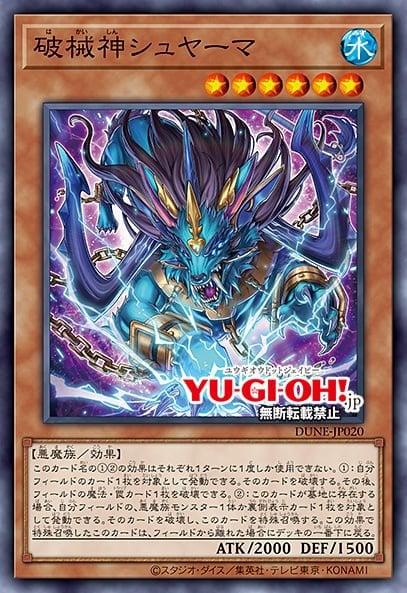 破械神シュヤーマ
はかいしん
水
YU-GI-OH!.jp
ユウギオウドットジェイピー
無断転載禁止
DUNE-JP020
【悪魔族/効果】
このカード名の①②の効果はそれぞれ1ターンに1度しか使用できない。①:自分
フィールドのカード1枚を対象として発動できる。そのカードを破壊する。その後、
フィールドの魔法・罠カード1枚を破壊できる。②:このカードが墓地に存在する
場合、自分フィールドの、悪魔族モンスター1体か裏側表示カード1枚を対象とし
て発動できる。そのカードを破壊し、このカードを特殊召喚する。この効果で
特殊召喚したこのカードは、フィールドから離れた場合にデッキの一番下に戻る
ATK/2000 DEF/1500
©スタジオ・ダイス/集英社・テレビ東京・KONAMI